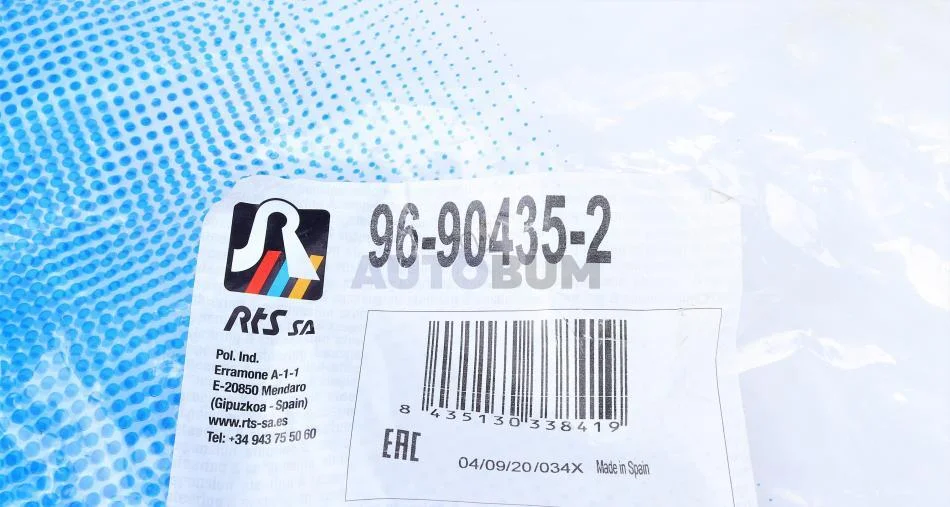 96-90435-2
AUTOBUM
Rts SA
Pol. Ind.
Erramone A-1-1
E-20850 Mendaro
(Gipuzkoa - Spain)
www.rts-sa.es
Tel: +34 943 75 50 60
8 435130 338419
EAC
04/09/20/034X Made in Spain